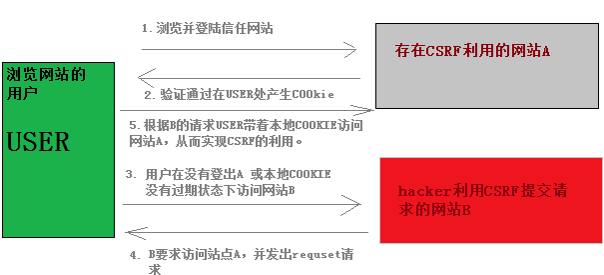 1. 浏览并登陆信任网站
存在CSRF利用的网站A
浏览网站的
用户
USER
2. 验证通过在USER处产生COOkie
5. 根据B的请求USER带着本地COOKIE访问
网站A，从而实现CSRF的利用。
3. 用户在没有登出A 或本地COOKIE
没有过期状态下访问网站B
hacker利用CSRF提交请
求的网站B
4. B要求访问站点A，并发出requset请
求